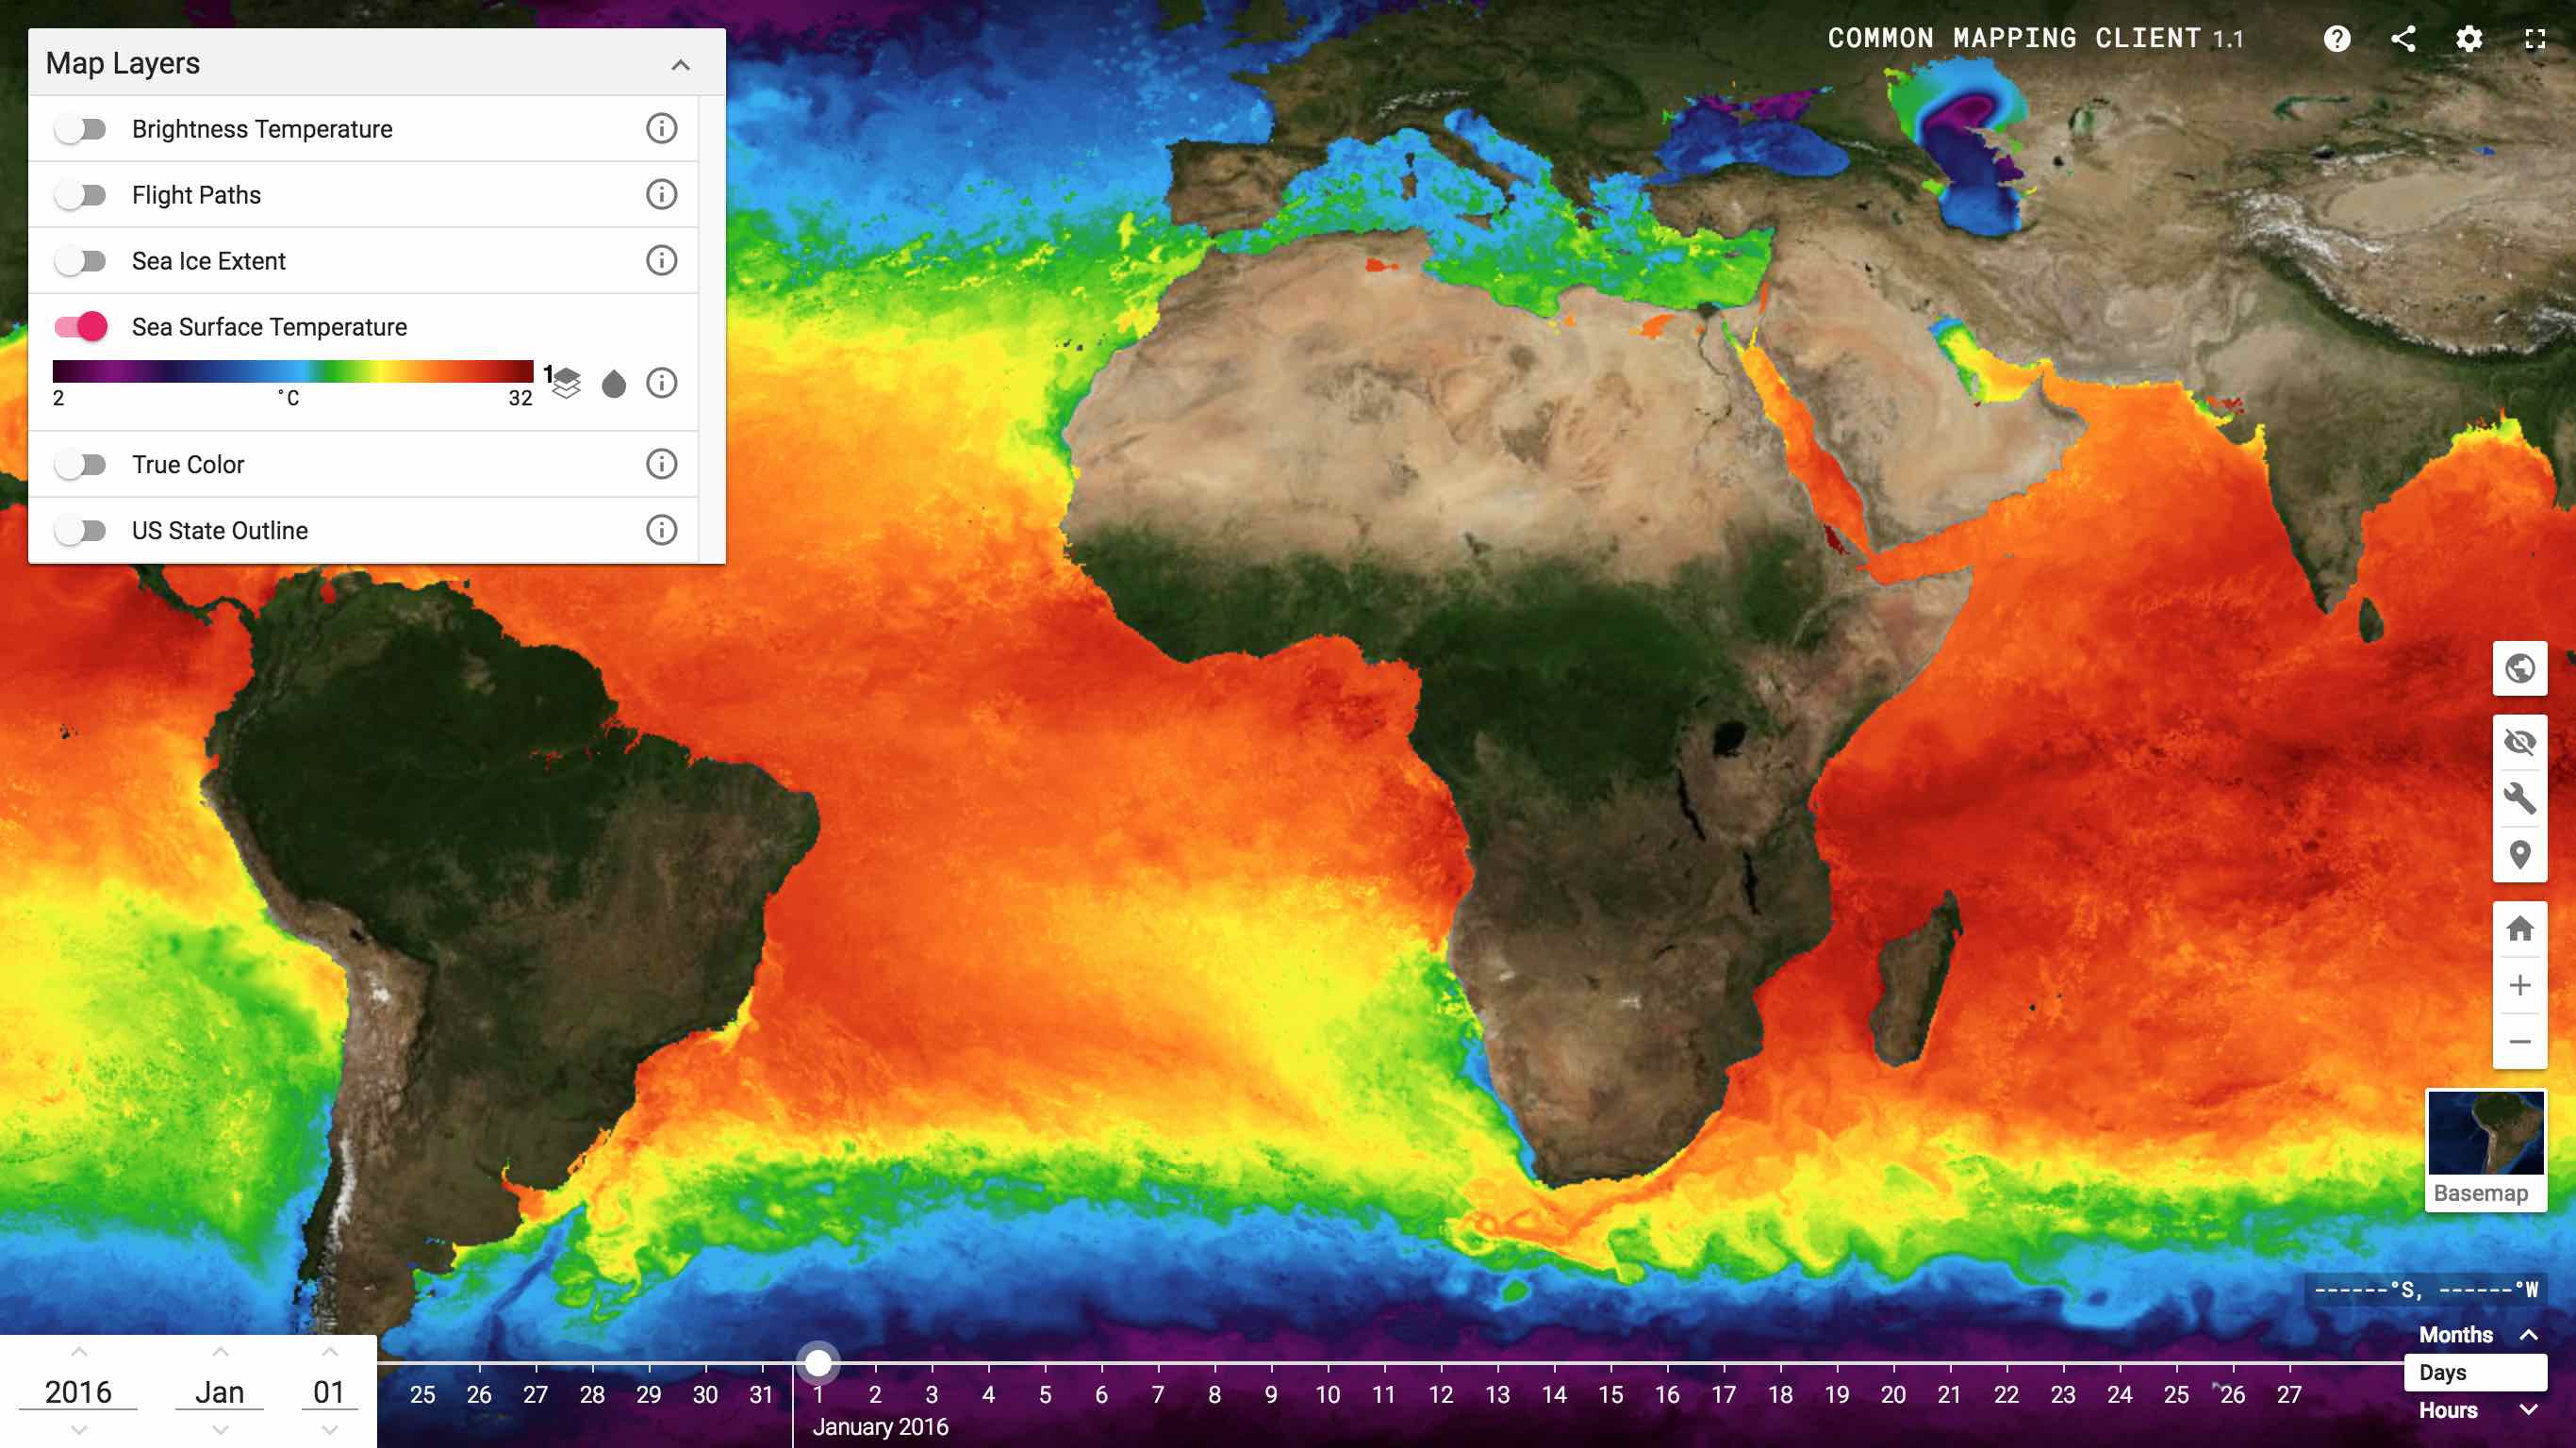 Map Layers
Brightness Temperature
Flight Paths
Sea Ice Extent
Sea Surface Temperature
2 °C 32
1
True Color
US State Outline
COMMON MAPPING CLIENT 1.1
Basemap
------°S, ------°W
Months
Days
Hours
2016 Jan 01
25 26 27 28 29 30 31 1 2 3 4 5 6 7 8 9 10 11 12 13 14 15 16 17 18 19 20 21 22 23 24 25 26 27
January 2016